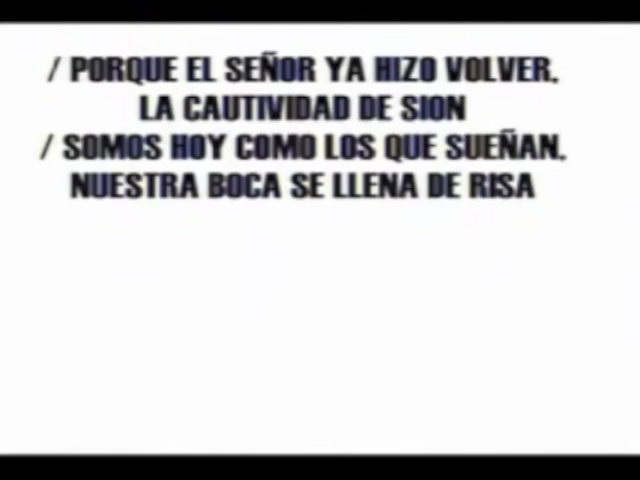 / PORQUE EL SEÑOR YA HIZO VOLVER.
LA CAUTIVIDAD DE SION
/ SOMOS HOY COMO LOS QUE SUEÑAN.
NUESTRA BOCA SE LLENA DE RISA